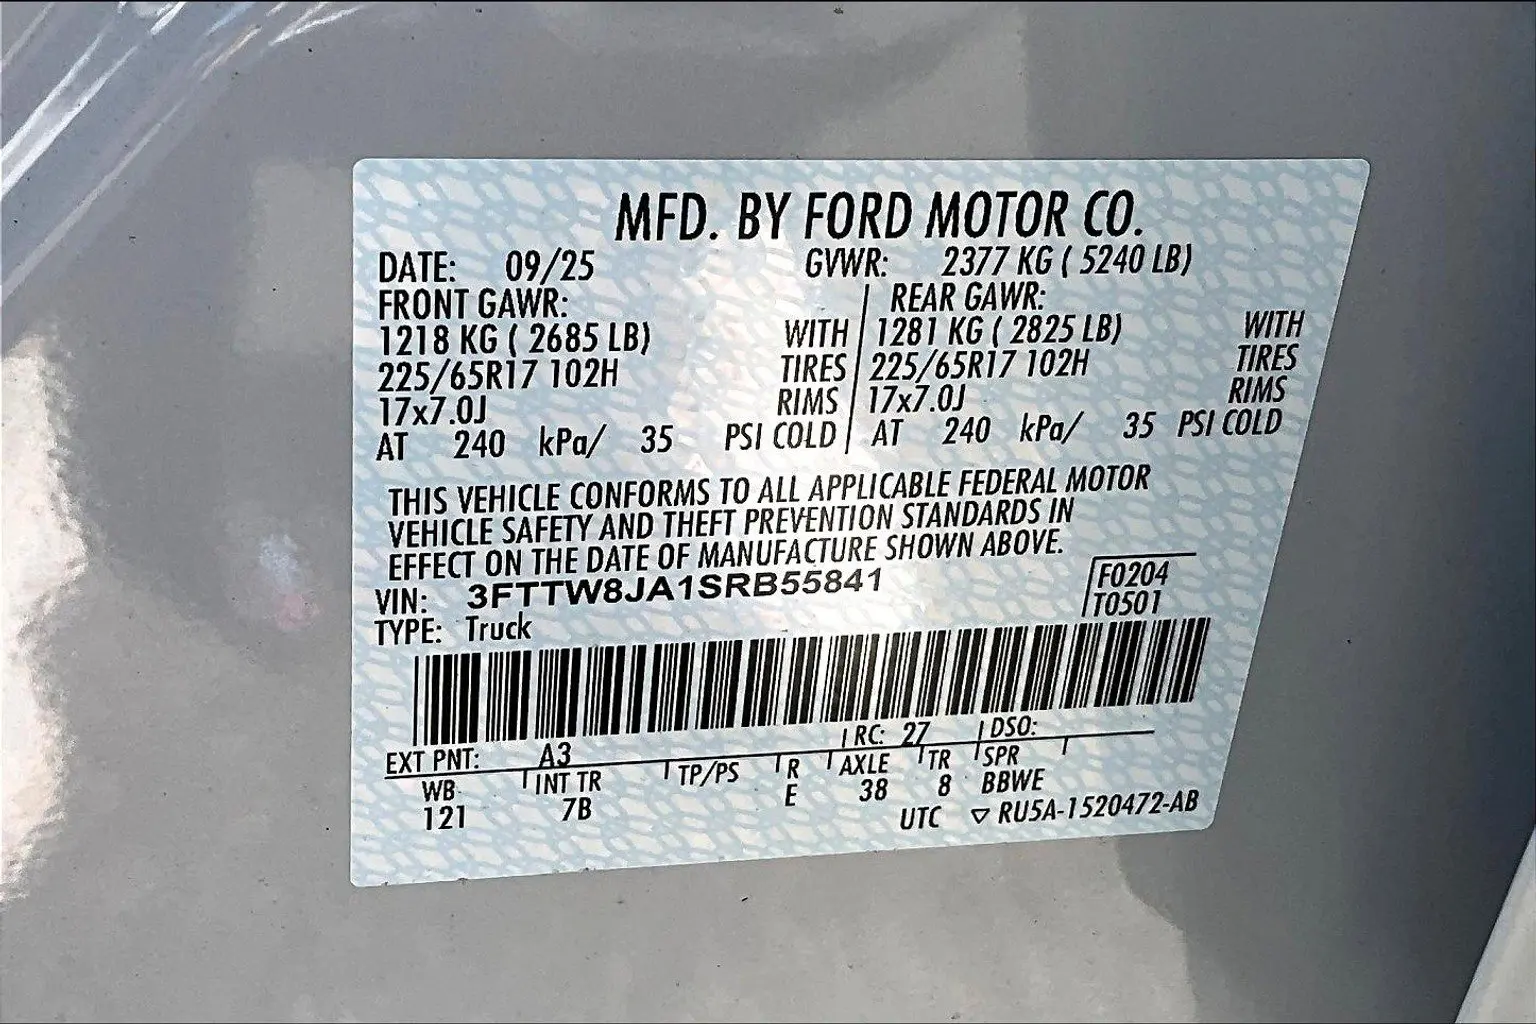 MFD. BY FORD MOTOR CO.
DATE: 09/25 GVWR: 2377 KG ( 5240 LB)
FRONT GAWR: REAR GAWR:
1218 KG ( 2685 LB) WITH 1281 KG ( 2825 LB) WITH
225/65R17 102H TIRES 225/65R17 102H TIRES
17x7.0J RIMS 17x7.0J RIMS
AT 240 kPa/ 35 PSI COLD AT 240 kPa/ 35 PSI COLD
THIS VEHICLE CONFORMS TO ALL APPLICABLE FEDERAL MOTOR
VEHICLE SAFETY AND THEFT PREVENTION STANDARDS IN
EFFECT ON THE DATE OF MANUFACTURE SHOWN ABOVE.
VIN: 3FTTW8JA1SRB55841 F0204
TYPE: Truck T0501
EXT PNT: A3 RC: 27 DSO:
WB INT TR TP/PS R AXLE TR SPR
121 7B E 38 8 BBWE
UTC ▽ RU5A-1520472-AB